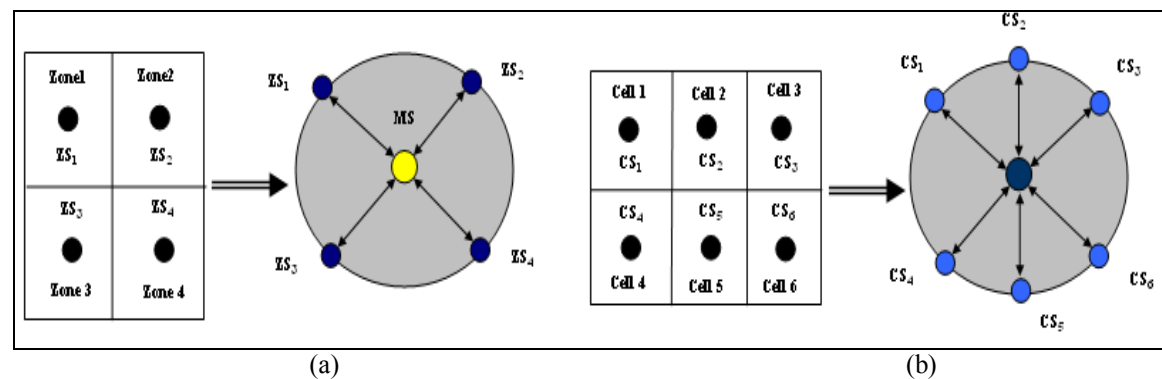 Zone1 Zone2
ZS1 ZS2
ZS3 ZS4
Zone 3 Zone 4
ZS1
ZS2
MS
ZS3
ZS4
Cell 1 Cell 2 Cell 3
CS1 CS2 CS3
CS4 CS5 CS6
Cell 4 Cell 5 Cell 6
CS2
CS1
CS3
CS4
CS6
CS5
(a) (b)